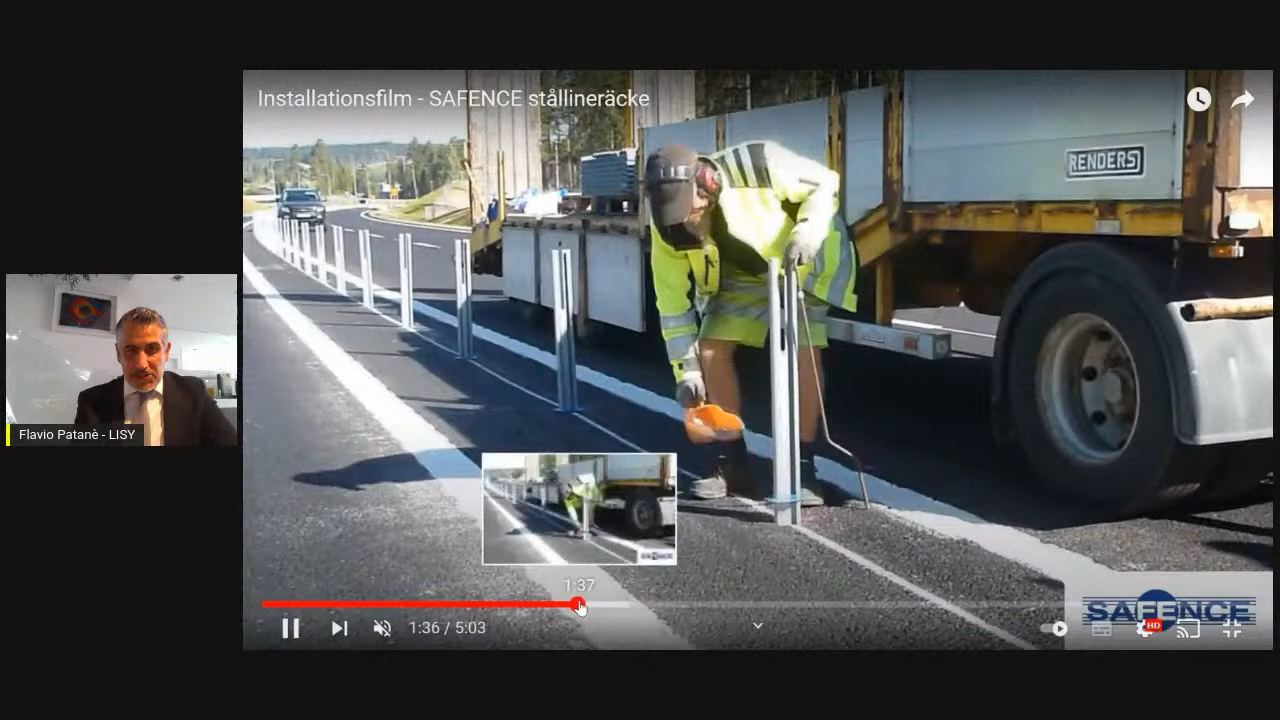 Installationsfilm - SAFENCE stållineräcke
RENDERS
Flavio Patanè - LISY
1:37
1:36 / 5:03
SAFENCE
HD